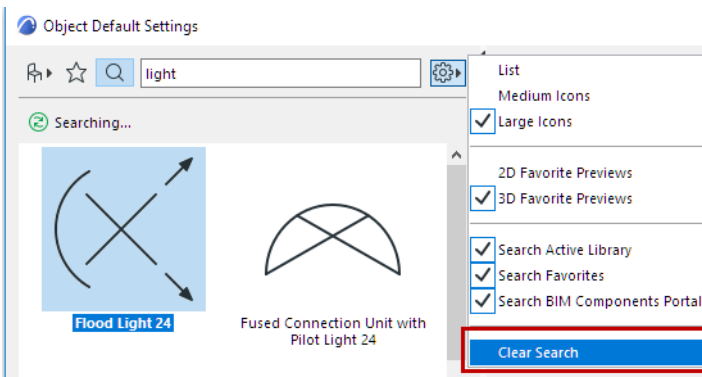 Object Default Settings
light
Searching...
Flood Light 24
Fused Connection Unit with
Pilot Light 24
List
Medium Icons
Large Icons
2D Favorite Previews
3D Favorite Previews
Search Active Library
Search Favorites
Search BIM Components Portal
Clear Search